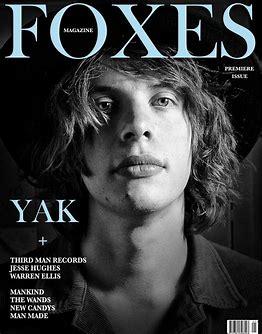 FOXES
MAGAZINE
PREMIERE
ISSUE
YAK
+
THIRD MAN RECORDS
JESSE HUGHES
WARREN ELLIS
MANKIND
THE WANDS
NEW CANDYS
MAN MADE